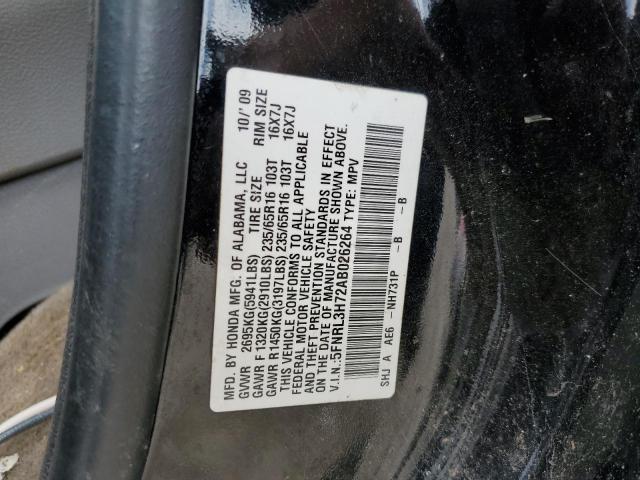 MFD. BY HONDA MFG. OF ALABAMA, LLC 10/'09
GVWR 2695KG(5941LBS) TIRE SIZE RIM SIZE
GAWR F 1320KG(2910LBS) 235/65R16 103T 16X7J
GAWR R 1450KG(3197LBS) 235/65R16 103T 16X7J
THIS VEHICLE CONFORMS TO ALL APPLICABLE
FEDERAL MOTOR VEHICLE SAFETY
AND THEFT PREVENTION STANDARDS IN EFFECT
ON THE DATE OF MANUFACTURE SHOWN ABOVE.
V.I.N.:5FNRL3H72AB026264 TYPE: MPV
SHJ A AE6 -NH731P -B -B